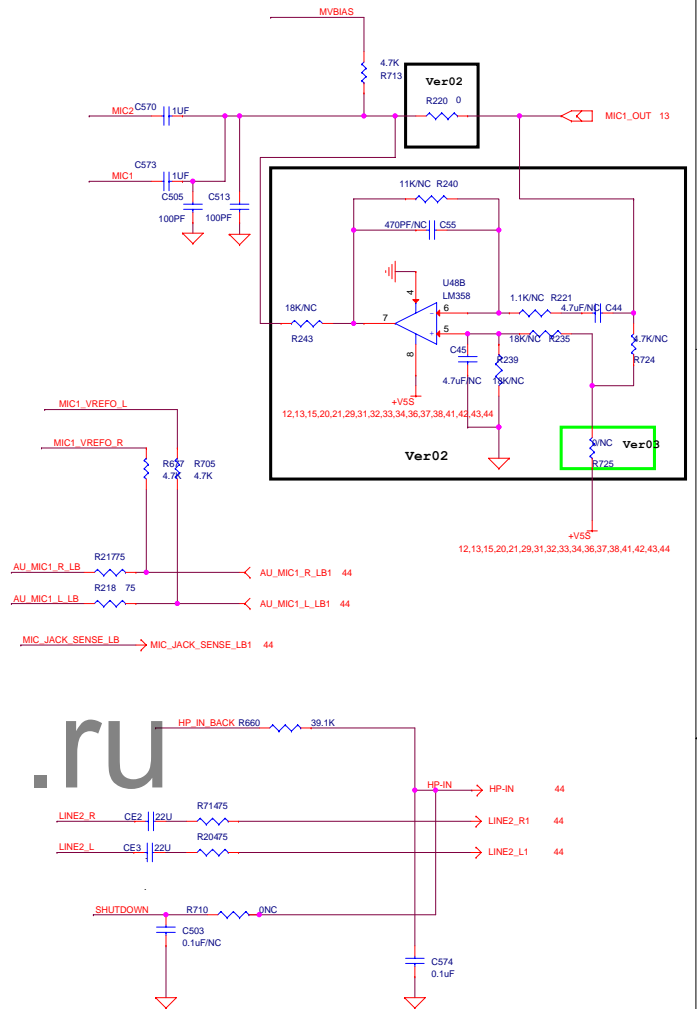 MVBIAS
4.7K
R713
Ver02
R220 0
MIC2
C570
1UF
MIC1_OUT 13
C573
MIC1
1UF
C505
C513
100PF
100PF
11K/NC R240
470PF/NC C55
U48B
LM358
4
6
1.1K/NC R221
4.7uF/NC C44
18K/NC
7
5
R243
8
18K/NC R235
4.7K/NC
R724
C45
R239
4.7uF/NC
18K/NC
+V5S
12,13,15,20,21,29,31,32,33,34,36,37,38,41,42,43,44
MIC1_VREFO_L
0/NC
Ver03
MIC1_VREFO_R
Ver02
R677 R705
R725
4.7K 4.7K
+V5S
12,13,15,20,21,29,31,32,33,34,36,37,38,41,42,43,44
R21775
AU_MIC1_R_LB
AU_MIC1_R_LB1 44
R218 75
AU_MIC1_L_LB
AU_MIC1_L_LB1 44
MIC_JACK_SENSE_LB
MIC_JACK_SENSE_LB1 44
.ru
HP_IN_BACK R660 39.1K
HP-IN
HP-IN 44
R71475
LINE2_R
CE2 22U
LINE2_R1 44
R20475
LINE2_L
CE3 22U
LINE2_L1 44
SHUTDOWN
R710
0NC
C503
0.1uF/NC
C574
0.1uF